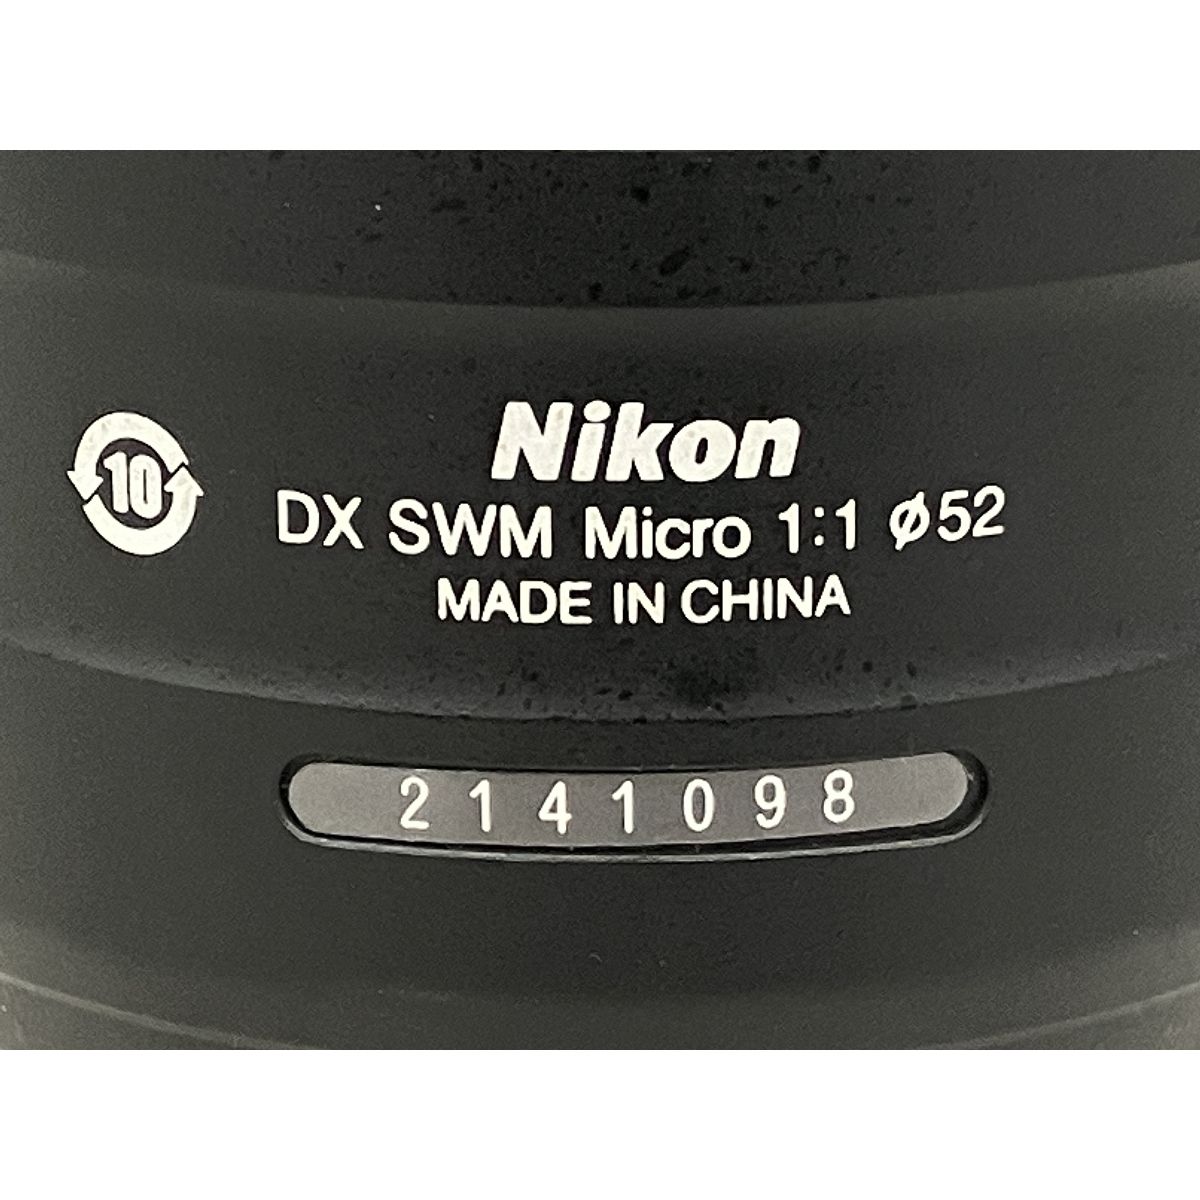 Nikon
10
DX SWM Micro 1:1 ø52
MADE IN CHINA
2141098